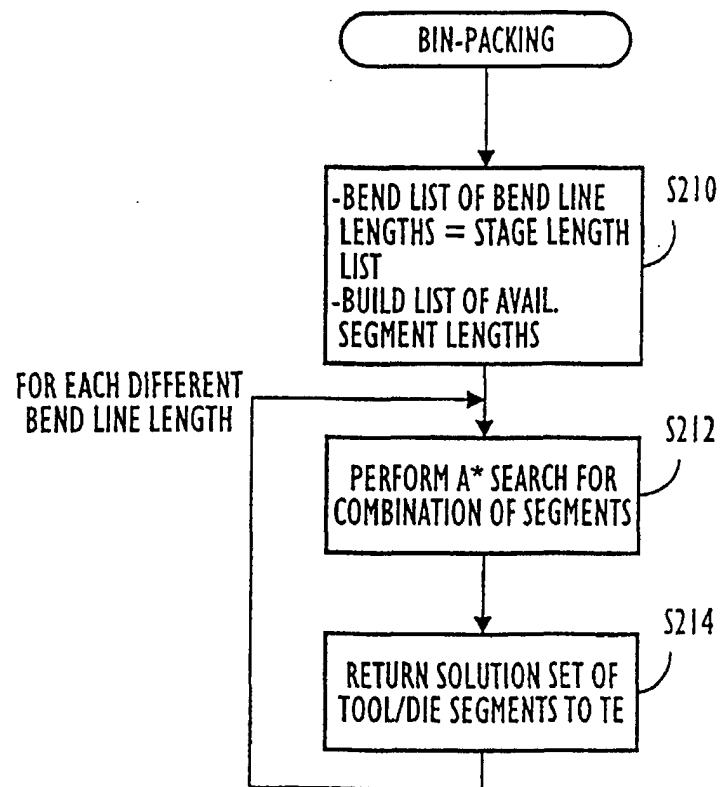 BIN-PACKING
-BEND LIST OF BEND LINE
LENGTHS = STAGE LENGTH
LIST
-BUILD LIST OF AVAIL.
SEGMENT LENGTHS
S210
FOR EACH DIFFERENT
BEND LINE LENGTH
PERFORM A* SEARCH FOR
COMBINATION OF SEGMENTS
S212
RETURN SOLUTION SET OF
TOOL/DIE SEGMENTS TO TE
S214